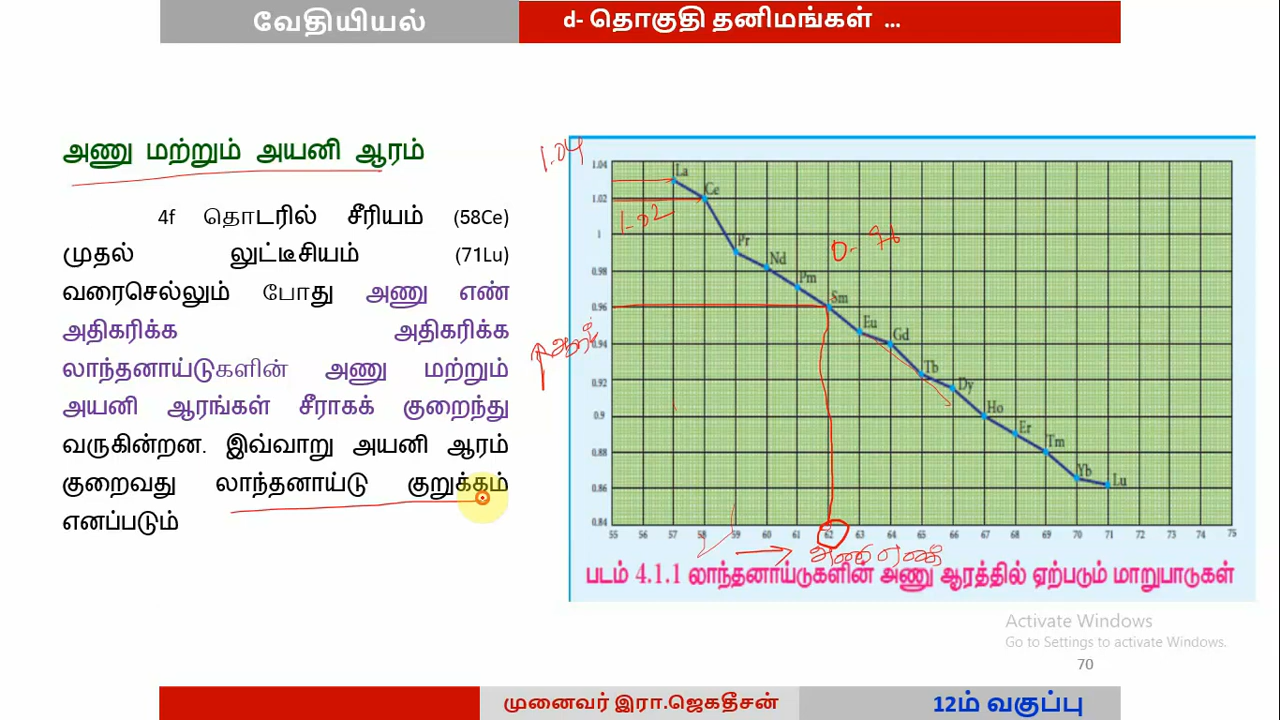 வேதியியல்
d- தொகுதி தனிமங்கள் ...
அணு மற்றும் அயனி ஆரம்
4f தொடரில் சீரியம் (58Ce)
முதல் லுட்டீசியம் (71Lu)
வரைசெல்லும் போது அணு எண்
அதிகரிக்க அதிகரிக்க
லாந்தனாய்டுகளின் அணு மற்றும்
அயனி ஆரங்கள் சீராகக் குறைந்து
வருகின்றன. இவ்வாறு அயனி ஆரம்
குறைவது லாந்தனாய்டு குறுக்கம்
எனப்படும்
1.04
1.04
1.02
1.02
1
0.98
0.96
0.94
0.92
0.9
0.88
0.86
0.84
La
Ce
Pr
Nd
Pm
Sm
Eu
Gd
Tb
Dy
Ho
Er
Tm
Yb
Lu
55 56 57 58 59 60 61 62 63 64 65 66 67 68 69 70 71 72 73 74 75
அணு எண்
படம் 4.1.1 லாந்தனாய்டுகளின் அணு ஆரத்தில் ஏற்படும் மாறுபாடுகள்
Activate Windows
Go to Settings to activate Windows.
70
முனைவர் இரா.ஜெகதீசன்
12ம் வகுப்பு